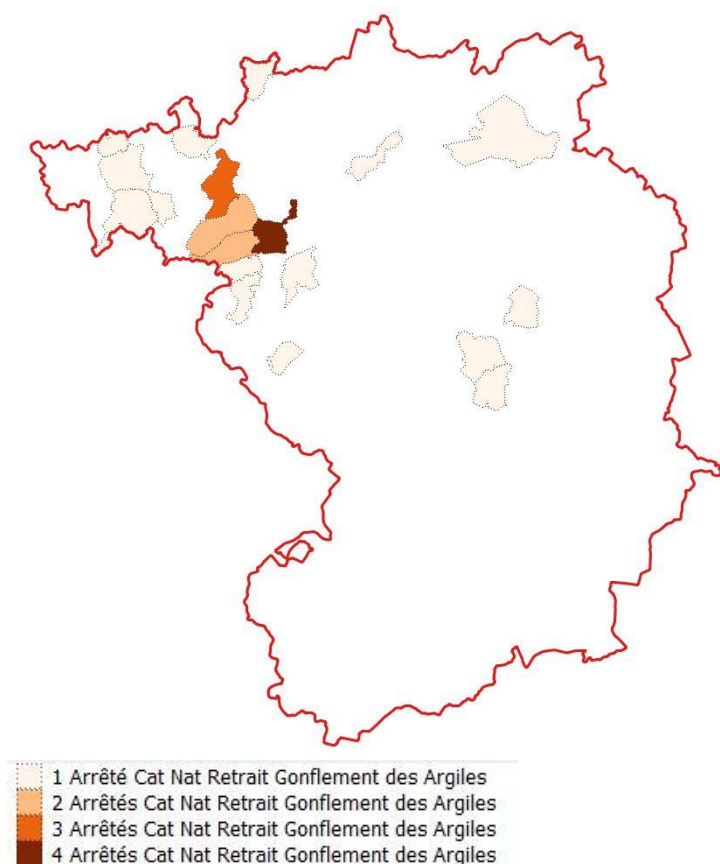 1 Arrêté Cat Nat Retrait Gonflement des Argiles
2 Arrêtés Cat Nat Retrait Gonflement des Argiles
3 Arrêtés Cat Nat Retrait Gonflement des Argiles
4 Arrêtés Cat Nat Retrait Gonflement des Argiles